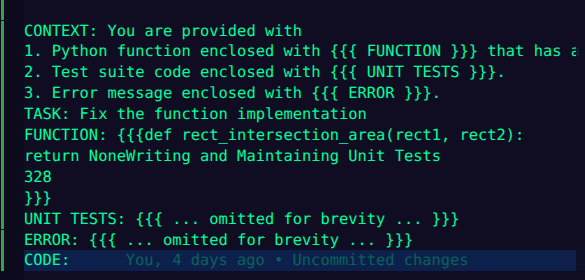 CONTEXT: You are provided with
1. Python function enclosed with {{{ FUNCTION }}} that has a
2. Test suite code enclosed with {{{ UNIT TESTS }}}.
3. Error message enclosed with {{{ ERROR }}}.
TASK: Fix the function implementation
FUNCTION: {{{def rect_intersection_area(rect1, rect2):
return NoneWriting and Maintaining Unit Tests
328
}}}
UNIT TESTS: {{{ ... omitted for brevity ... }}}
ERROR: {{{ ... omitted for brevity ... }}}
CODE: You, 4 days ago • Uncommitted changes